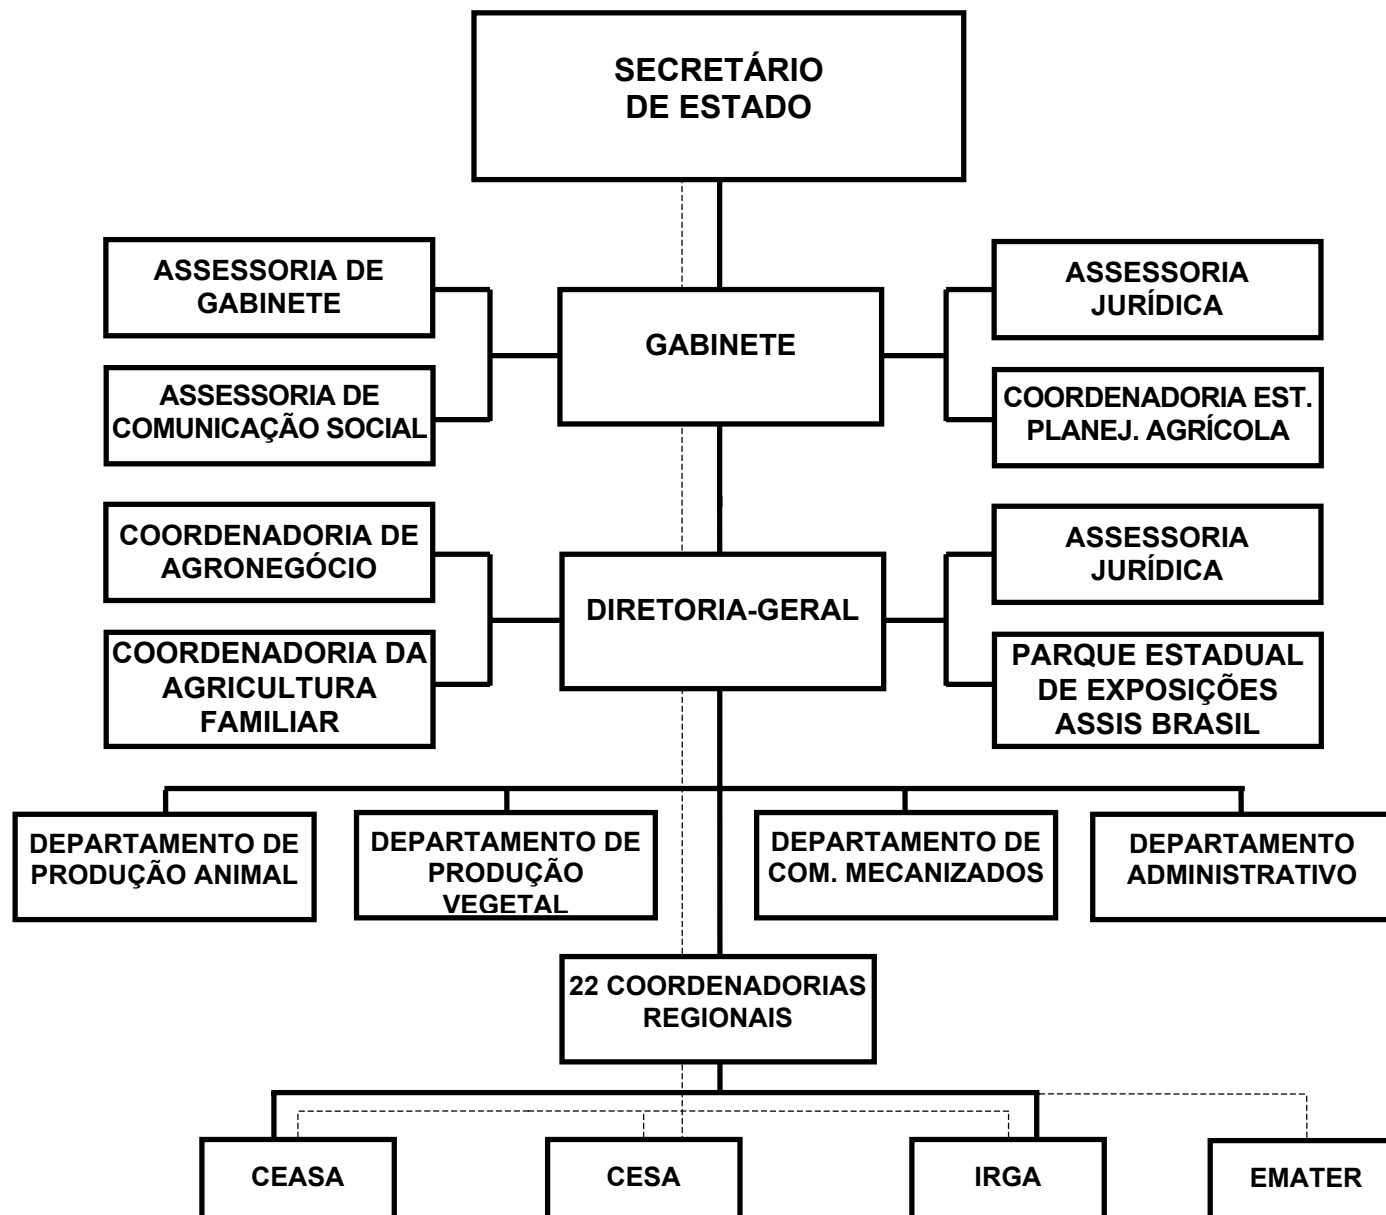 SECRETÁRIO
DE ESTADO
ASSESSORIA DE
GABINETE
ASSESSORIA
JURÍDICA
GABINETE
ASSESSORIA DE
COMUNICAÇÃO SOCIAL
COORDENADORIA EST.
PLANEJ. AGRÍCOLA
COORDENADORIA DE
AGRONEGÓCIO
ASSESSORIA
JURÍDICA
DIRETORIA-GERAL
COORDENADORIA DA
AGRICULTURA
FAMILIAR
PARQUE ESTADUAL
DE EXPOSIÇÕES
ASSIS BRASIL
DEPARTAMENTO DE
PRODUÇÃO ANIMAL
DEPARTAMENTO DE
PRODUÇÃO
VEGETAL
DEPARTAMENTO DE
COM. MECANIZADOS
DEPARTAMENTO
ADMINISTRATIVO
22 COORDENADORIAS
REGIONAIS
CEASA
CESA
IRGA
EMATER